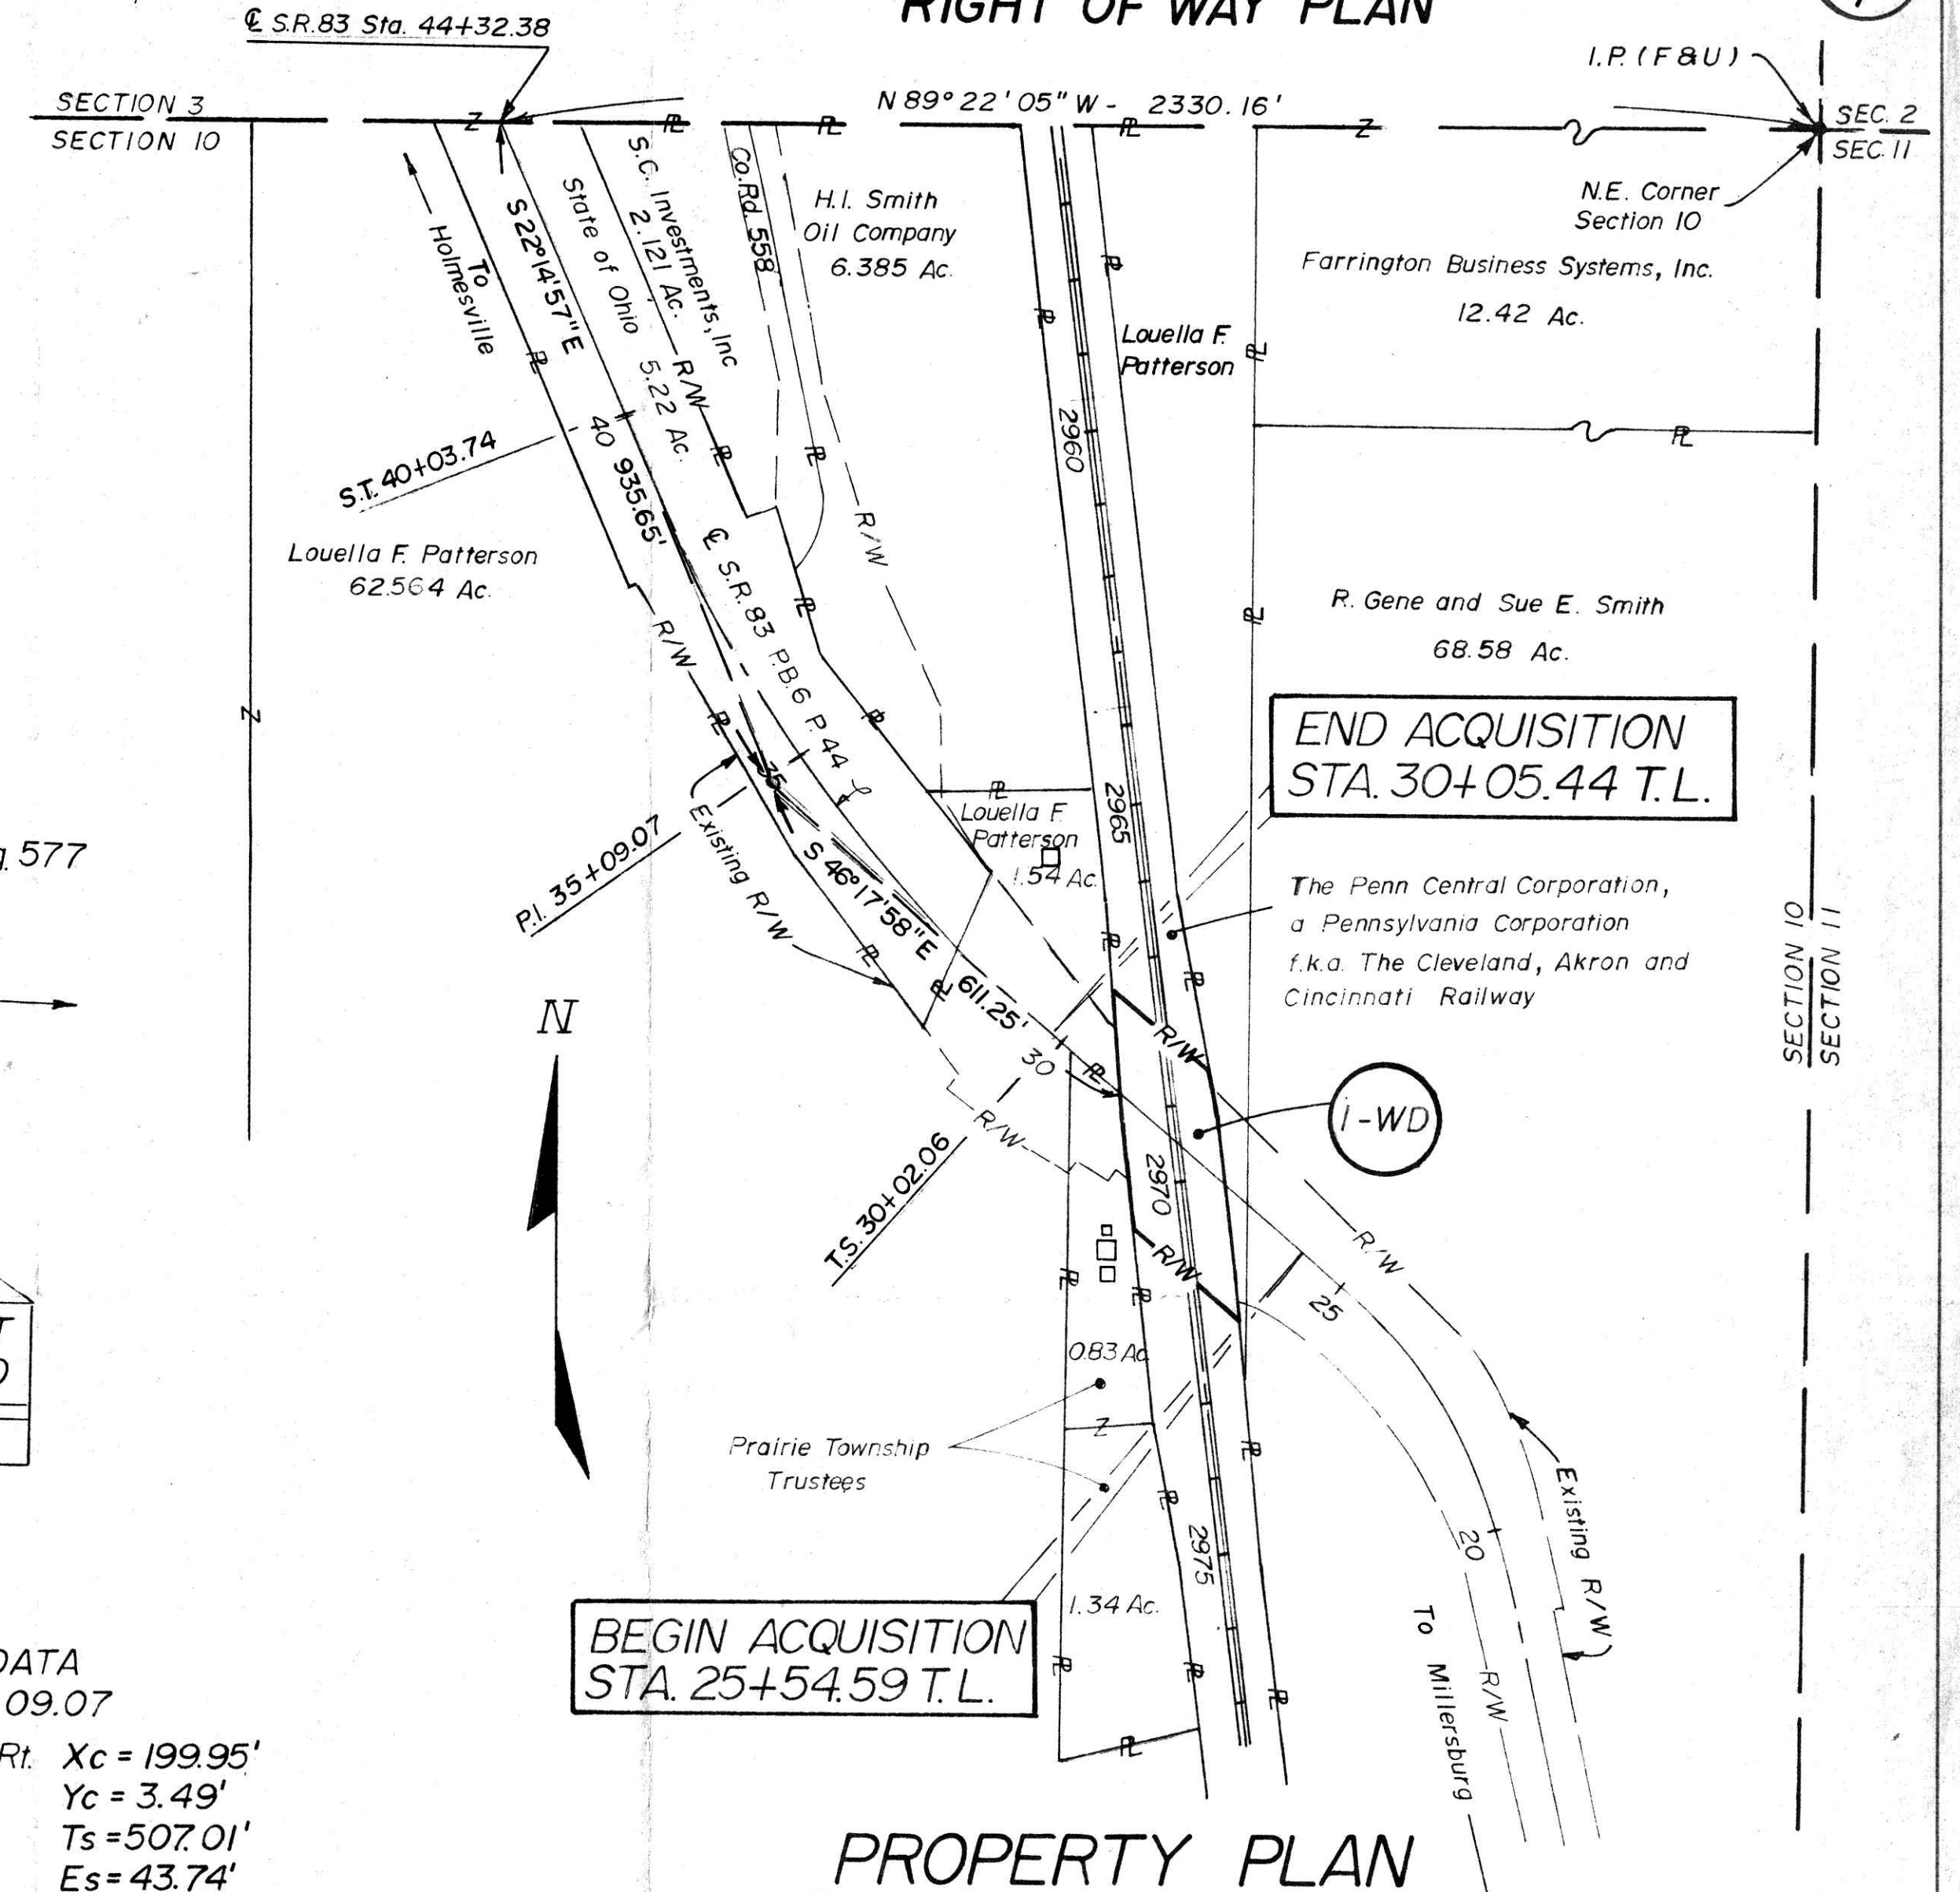 RIGHT OF WAY PLAN
℄ S.R.83 Sta. 44+32.38
I.P. (F&U)
SECTION 3
SECTION 10
N 89° 22' 05" W - 2330.16'
SEC. 2
SEC. 11
N.E. Corner
Section 10
To
Holmesville
S 22°14'57" E
State of Ohio 5.22 Ac.
S.C. Investments, Inc
2.121 Ac.
R/W
Co. Rd. 558
H.I. Smith
Oil Company
6.385 Ac.
Louella F.
Patterson
Farrington Business Systems, Inc.
12.42 Ac.
2960
S.T. 40+03.74
40
935.65'
Louella F. Patterson
62.564 Ac.
℄ S.R. 83 P.B.6 P. 44
R/W
R/W
R. Gene and Sue E. Smith
68.58 Ac.
END ACQUISITION
STA. 30+05.44 T.L.
35
P.I. 35+09.07
Existing R/W
S 46°17'58" E
611.25'
Louella F.
Patterson
1.54 Ac.
2965
The Penn Central Corporation,
a Pennsylvania Corporation
f.k.a. The Cleveland, Akron and
Cincinnati Railway
SECTION 10
SECTION 11
577
N
30
R/W
R/W
1-WD
T.S. 30+02.06
2970
R/W
R/W
25
0.83 Ac
Prairie Township
Trustees
2975
20
Existing R/W
1.34 Ac.
To Millersburg
R/W
BEGIN ACQUISITION
STA. 25+54.59 T.L.
DATA
09.07
Rt. Xc = 199.95'
Yc = 3.49'
Ts = 507.01'
Es = 43.74'
PROPERTY PLAN